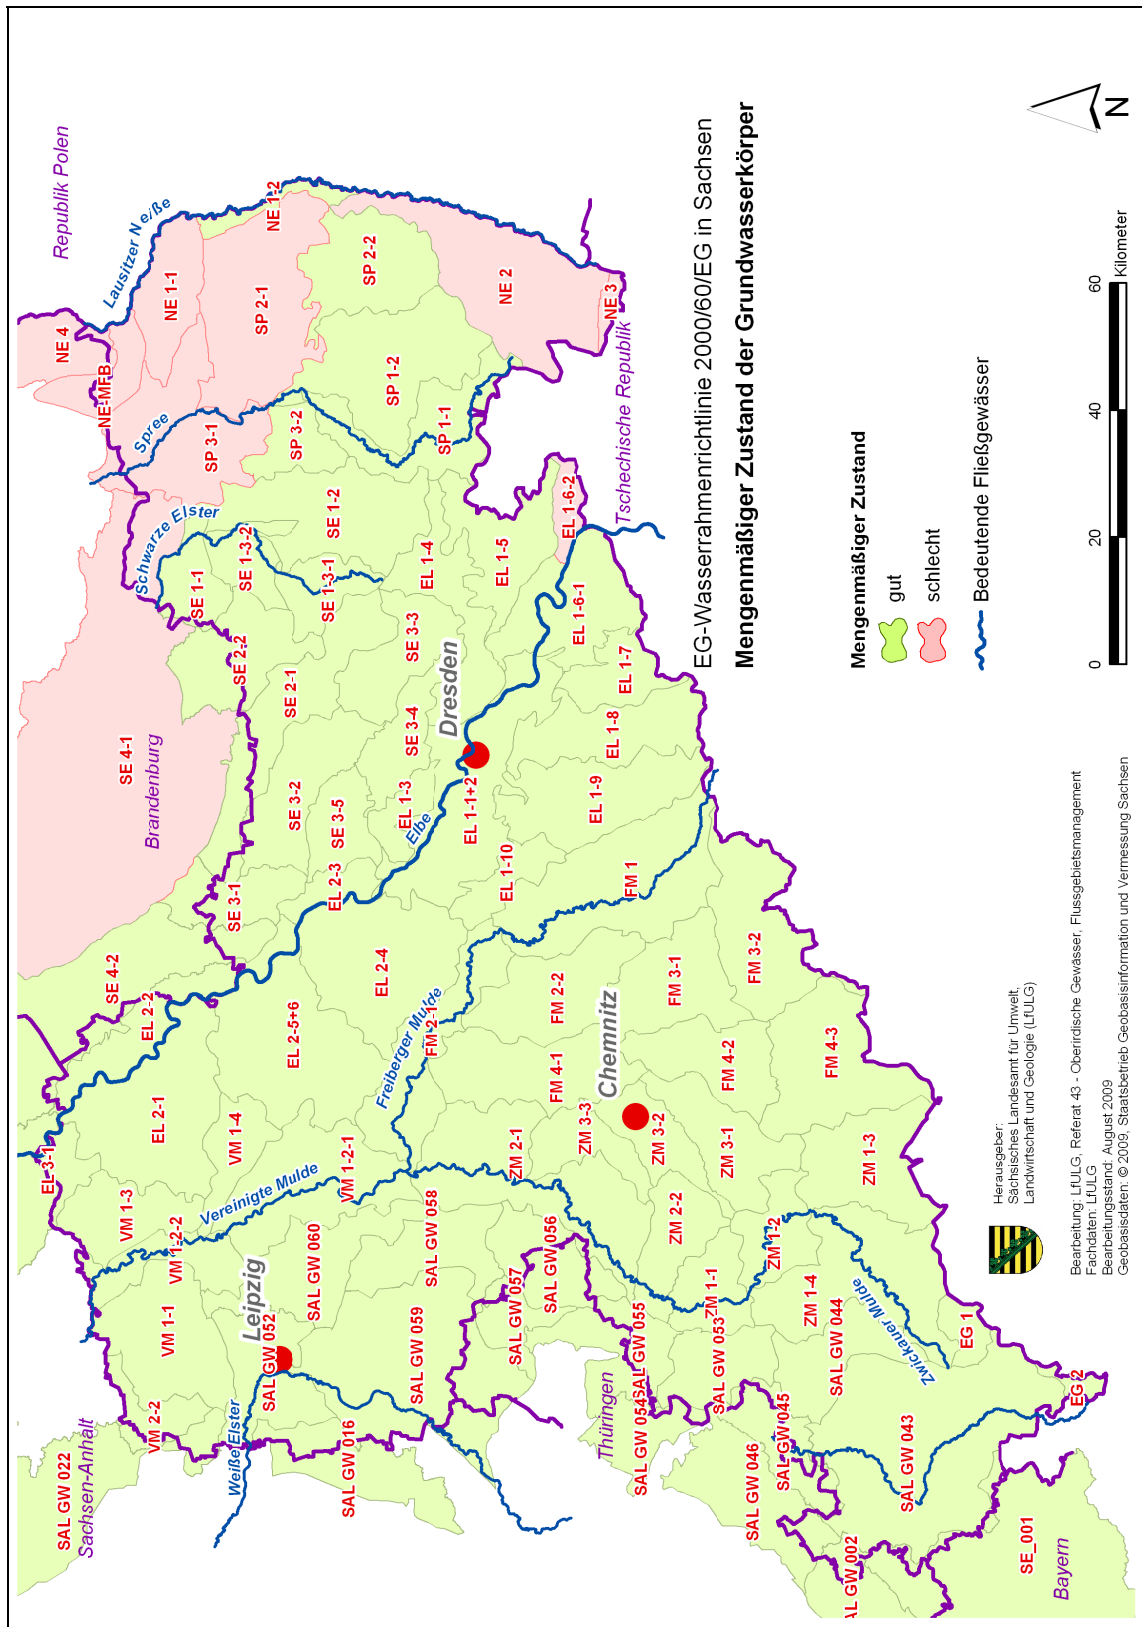 EG-Wasserrahmenrichtlinie 2000/60/EG in Sachsen
Mengenmäßiger Zustand der Grundwasserkörper
Mengenmäßiger Zustand
gut
schlecht
Bedeutende Fließgewässer
0 20 40 60
Kilometer
N
Herausgeber:
Sächsisches Landesamt für Umwelt,
Landwirtschaft und Geologie (LfULG)
Bearbeitung: LfULG, Referat 43 - Oberirdische Gewässer, Flussgebietsmanagement
Fachdaten: LfULG
Bearbeitungsstand: August 2009
Geobasisdaten: © 2009, Staatsbetrieb Geobasisinformation und Vermessung Sachsen
Republik Polen
Tschechische Republik
Brandenburg
Sachsen-Anhalt
Thüringen
Bayern
Leipzig
Dresden
Chemnitz
Lausitzer Neiße
Spree
Schwarze Elster
Elbe
Freiberger Mulde
Vereinigte Mulde
Zwickauer Mulde
Weiße Elster
NE 4
NE-MFB
NE 1-1
NE 1-2
NE 2
NE 3
SP 2-1
SP 2-2
SP 1-2
SP 1-1
SP 3-1
SP 3-2
SE 1-1
SE 1-2
SE 1-3-2
SE 1-3-1
SE 2-2
SE 2-1
SE 3-1
SE 3-2
SE 3-3
SE 3-4
SE 3-5
SE 4-1
SE 4-2
EL 1-6-2
EL 1-6-1
EL 1-5
EL 1-4
EL 1-7
EL 1-8
EL 1-9
EL 1-10
EL 1-1+2
EL 1-3
EL 2-3
EL 2-4
EL 2-2
EL 2-5+6
EL 2-1
EL-3-1
FM 1
FM 2-1
FM 2-2
FM 3-1
FM 3-2
FM 4-1
FM 4-2
FM 4-3
VM 1-4
VM 1-3
VM 1-2-1
VM 1-2-2
VM 1-1
VM 2-2
ZM 2-1
ZM 3-3
ZM 3-2
ZM 3-1
ZM 2-2
ZM 1-3
ZM 1-2
ZM 1-1
ZM 1-4
EG 1
EG 2
SAL GW 022
SAL GW 052
SAL GW 060
SAL GW 058
SAL GW 059
SAL GW 016
SAL GW 057
SAL GW 056
SAL GW 055
SAL GW 054
SAL GW 053
SAL GW 044
SAL GW 045
SAL GW 046
SAL GW 043
AL GW 002
SE_001